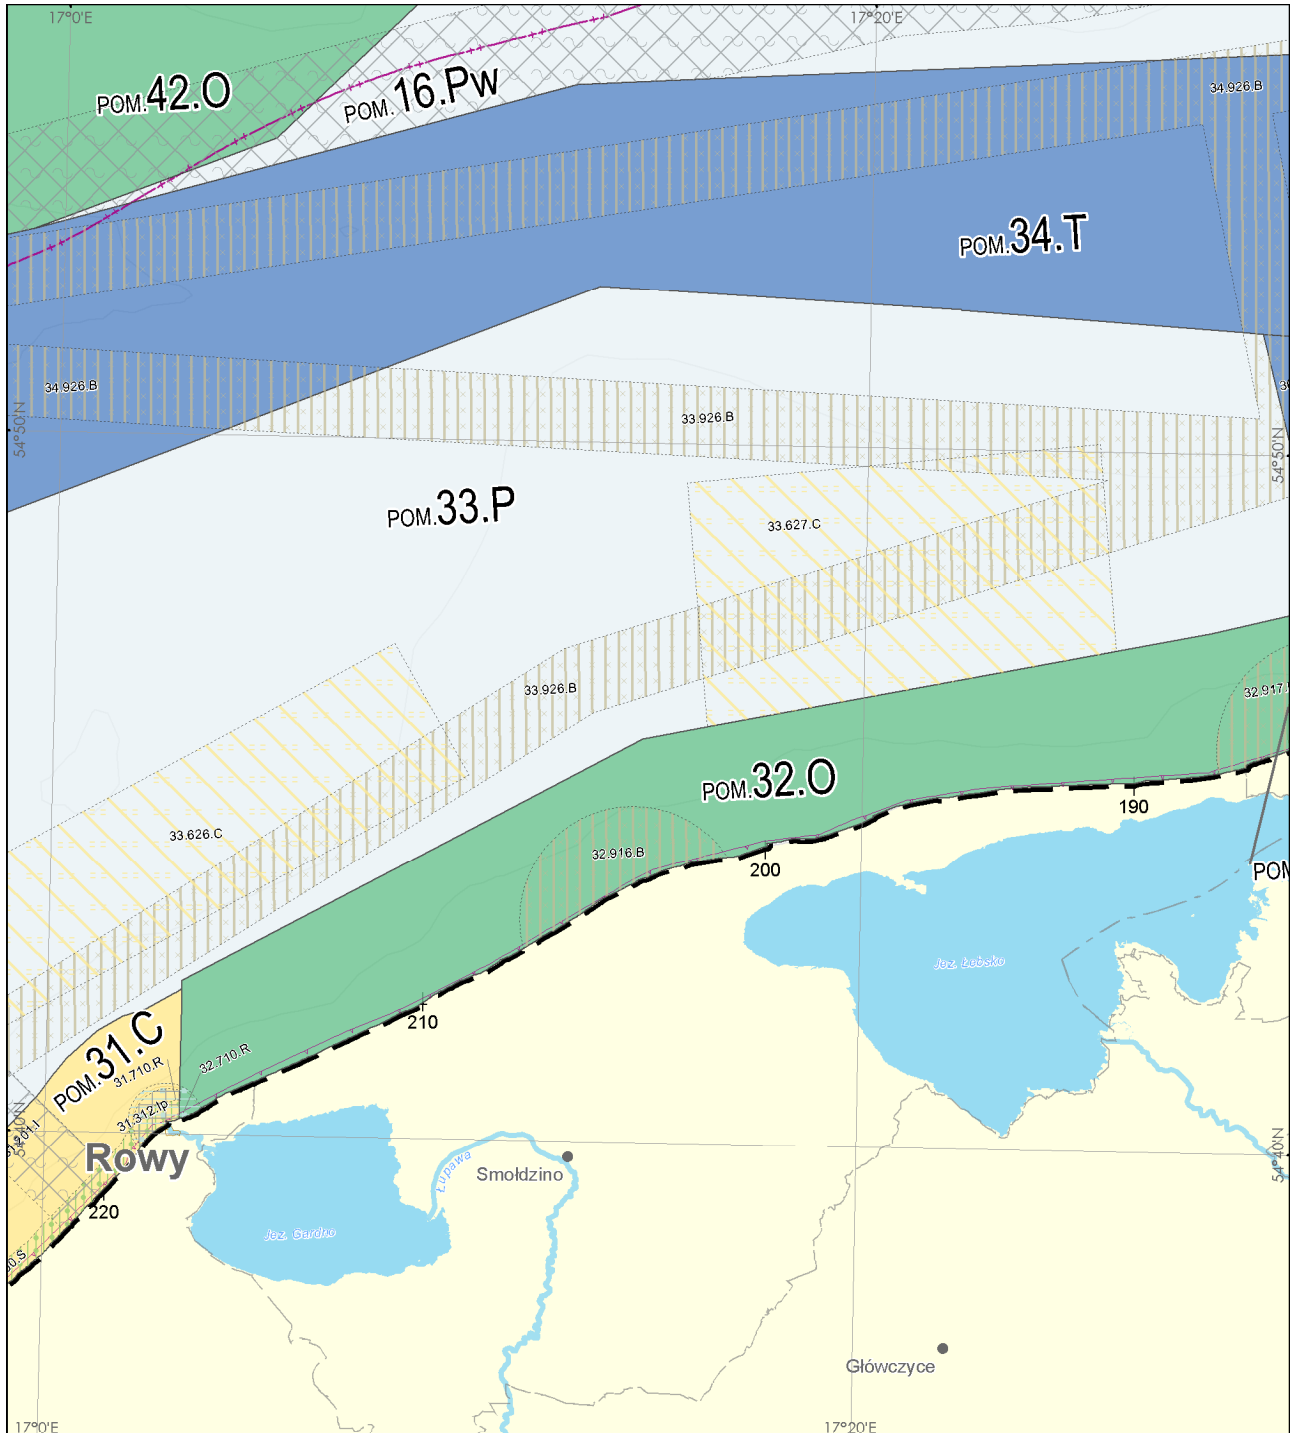 17°0'E
17°20'E
POM.42.O
POM.16.Pw
34.926.B
POM.34.T
34.926.B
33.926.B
54°50'N
54°50'N
POM.33.P
33.627.C
33.926.B
32.917.
POM.32.O
190
33.626.C
32.916.B
200
POM
Jez. Łebsko
210
POM.31.C
31.710.R
32.710.R
31.312.Ip
01.I
54°40'N
54°40'N
Rowy
Łupawa
Smołdzino
220
Jez. Gardno
0.S
Główczyce
17°0'E
17°20'E